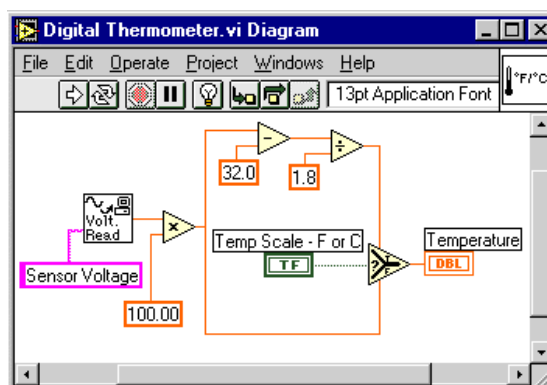 Digital Thermometer.vi Diagram
File Edit Operate Project Windows Help
13pt Application Font
°F/°C
32.0
1.8
Volt.
Read
Temp Scale - F or C
Temperature
TF
? T F
DBL
Sensor Voltage
100.00